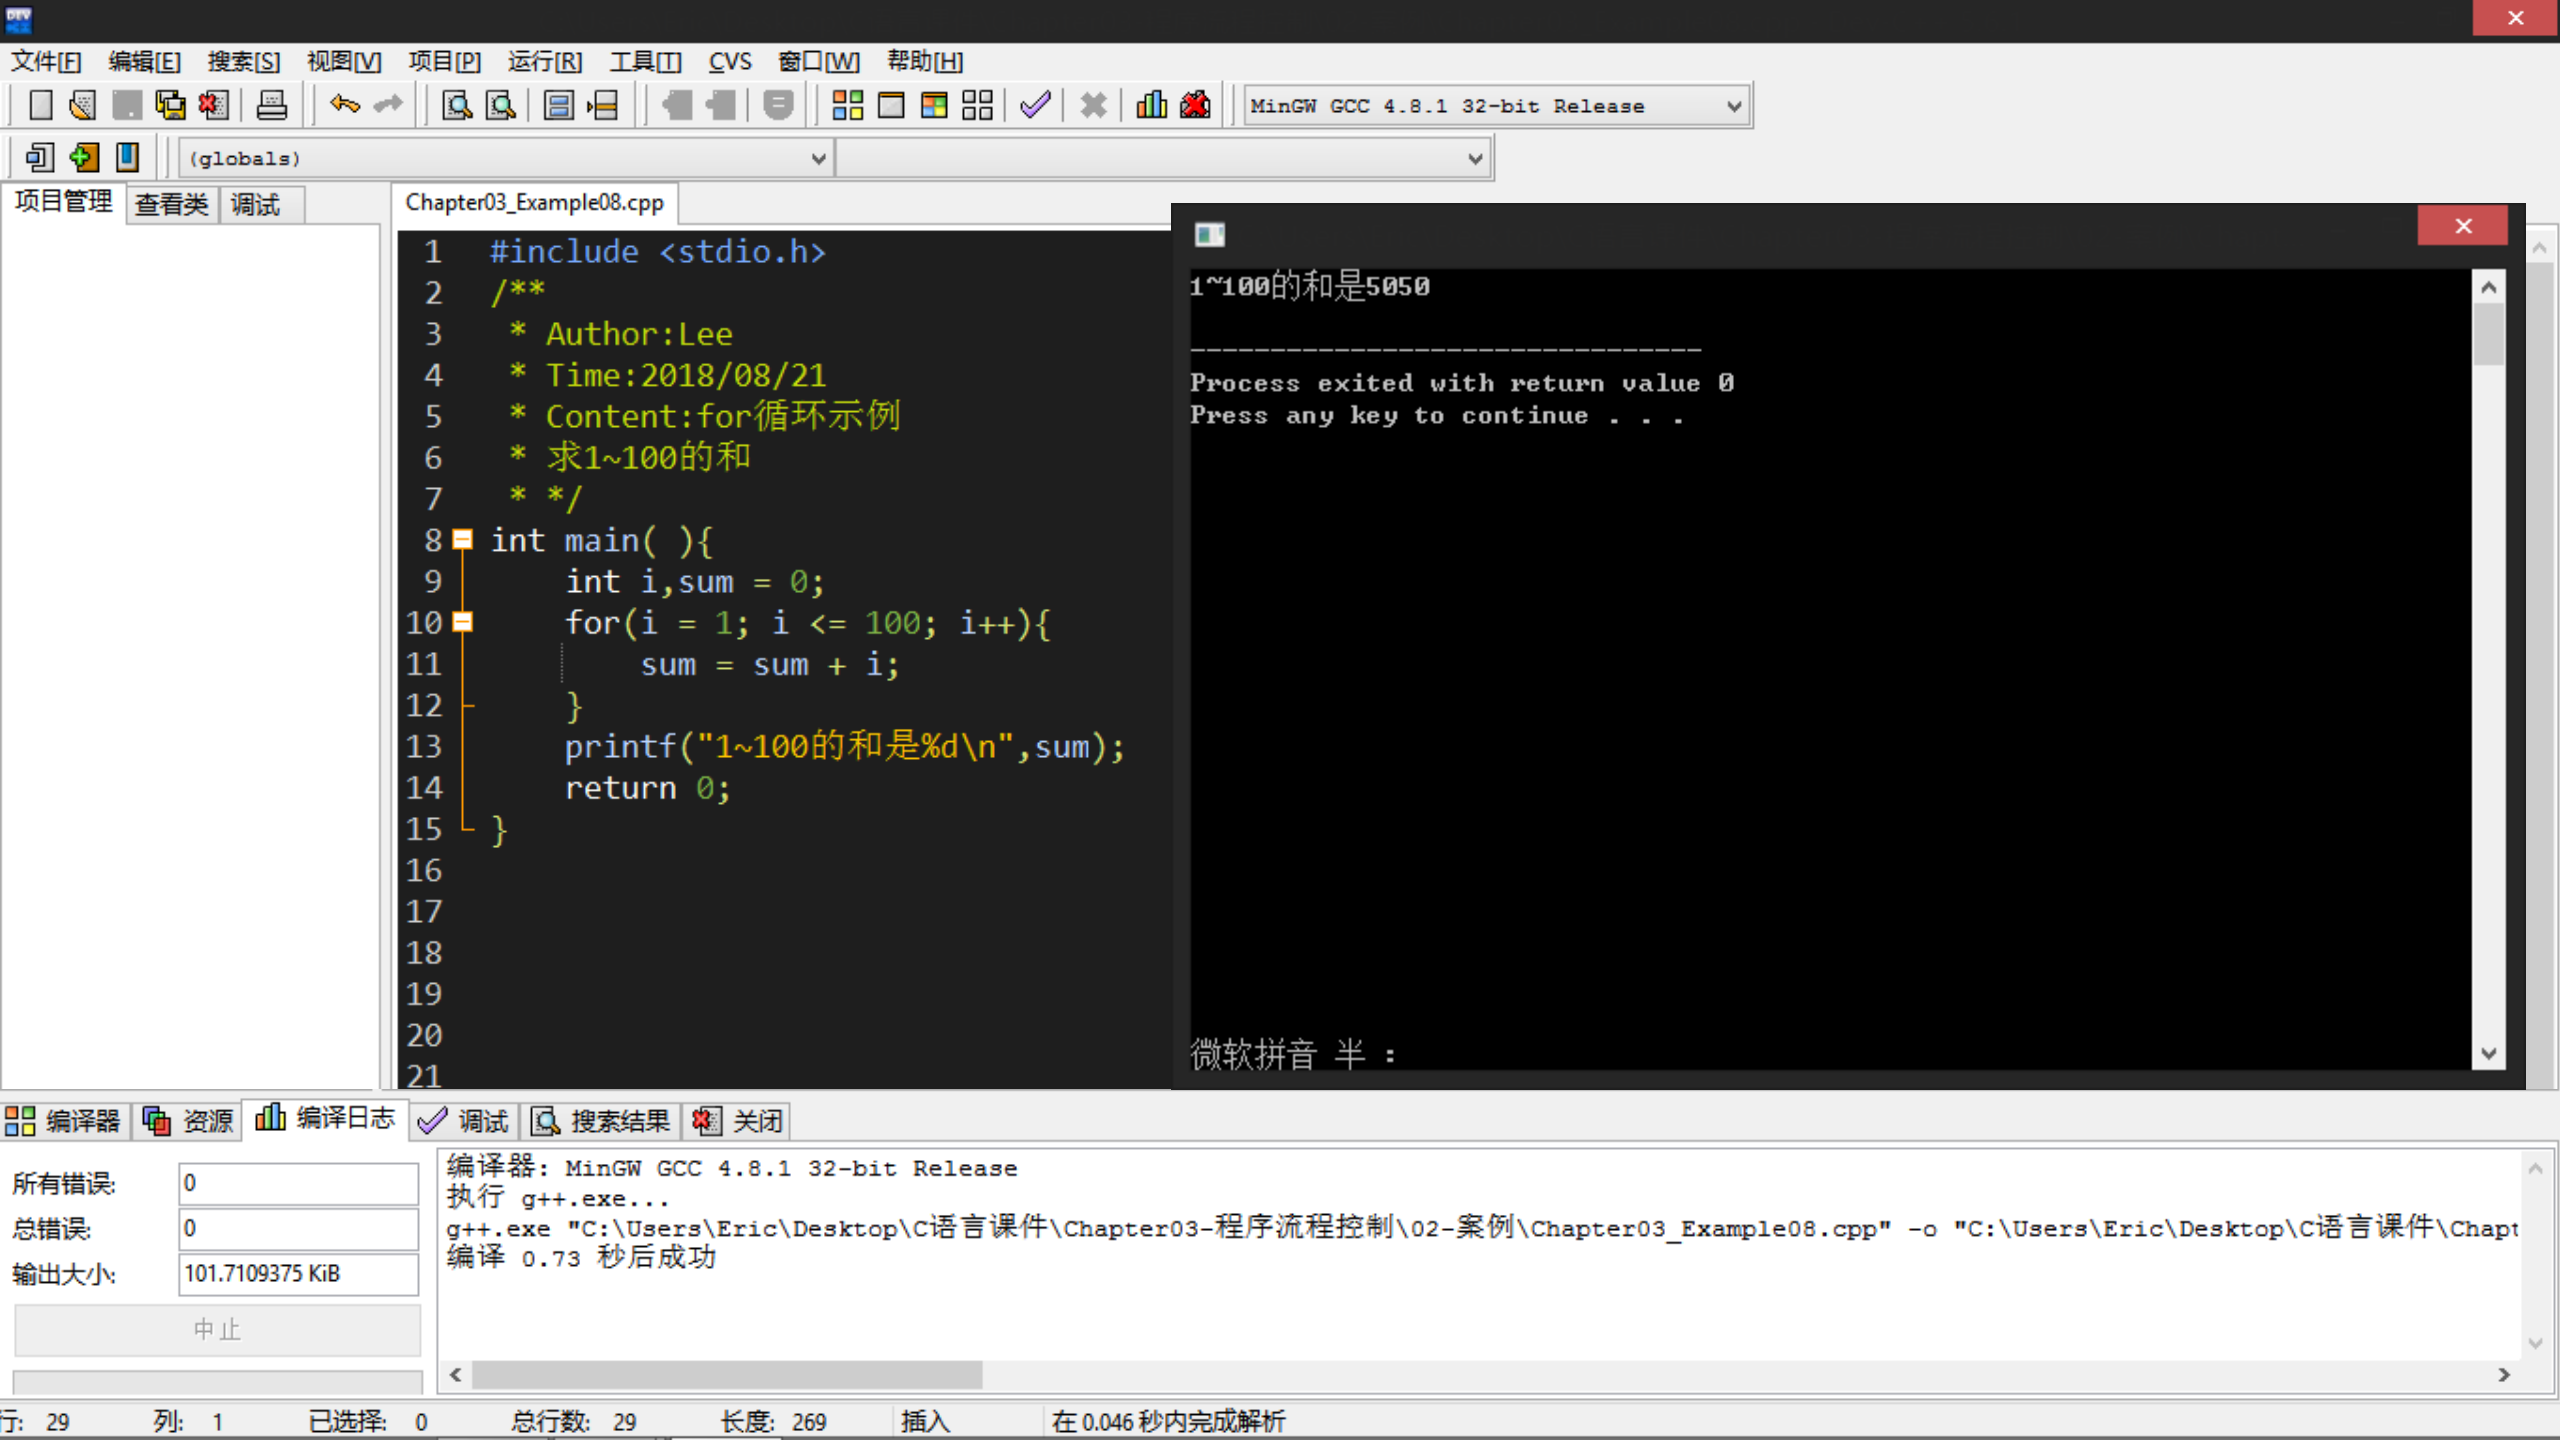 DEV
文件[F] 编辑[E] 搜索[S] 视图[V] 项目[P] 运行[R] 工具[T] CVS 窗口[W] 帮助[H]
MinGW GCC 4.8.1 32-bit Release
(globals)
项目管理 查看类 调试
Chapter03_Example08.cpp
1 #include <stdio.h>
2 /**
3 * Author:Lee
4 * Time:2018/08/21
5 * Content:for循环示例
6 * 求1~100的和
7 * */
8 int main( ){
9 int i,sum = 0;
10 for(i = 1; i <= 100; i++){
11 sum = sum + i;
12 }
13 printf("1~100的和是%d\n",sum);
14 return 0;
15 }
16
17
18
19
20
21
1~100的和是5050
--------------------------------
Process exited with return value 0
Press any key to continue . . .
微软拼音 半 :
编译器 资源 编译日志 调试 搜索结果 关闭
所有错误: 0
总错误: 0
输出大小: 101.7109375 KiB
中止
编译器: MinGW GCC 4.8.1 32-bit Release
执行 g++.exe...
g++.exe "C:\Users\Eric\Desktop\C语言课件\Chapter03-程序流程控制\02-案例\Chapter03_Example08.cpp" -o "C:\Users\Eric\Desktop\C语言课件\Chapt
编译 0.73 秒后成功
行: 29 列: 1 已选择: 0 总行数: 29 长度: 269 插入 在 0.046 秒内完成解析